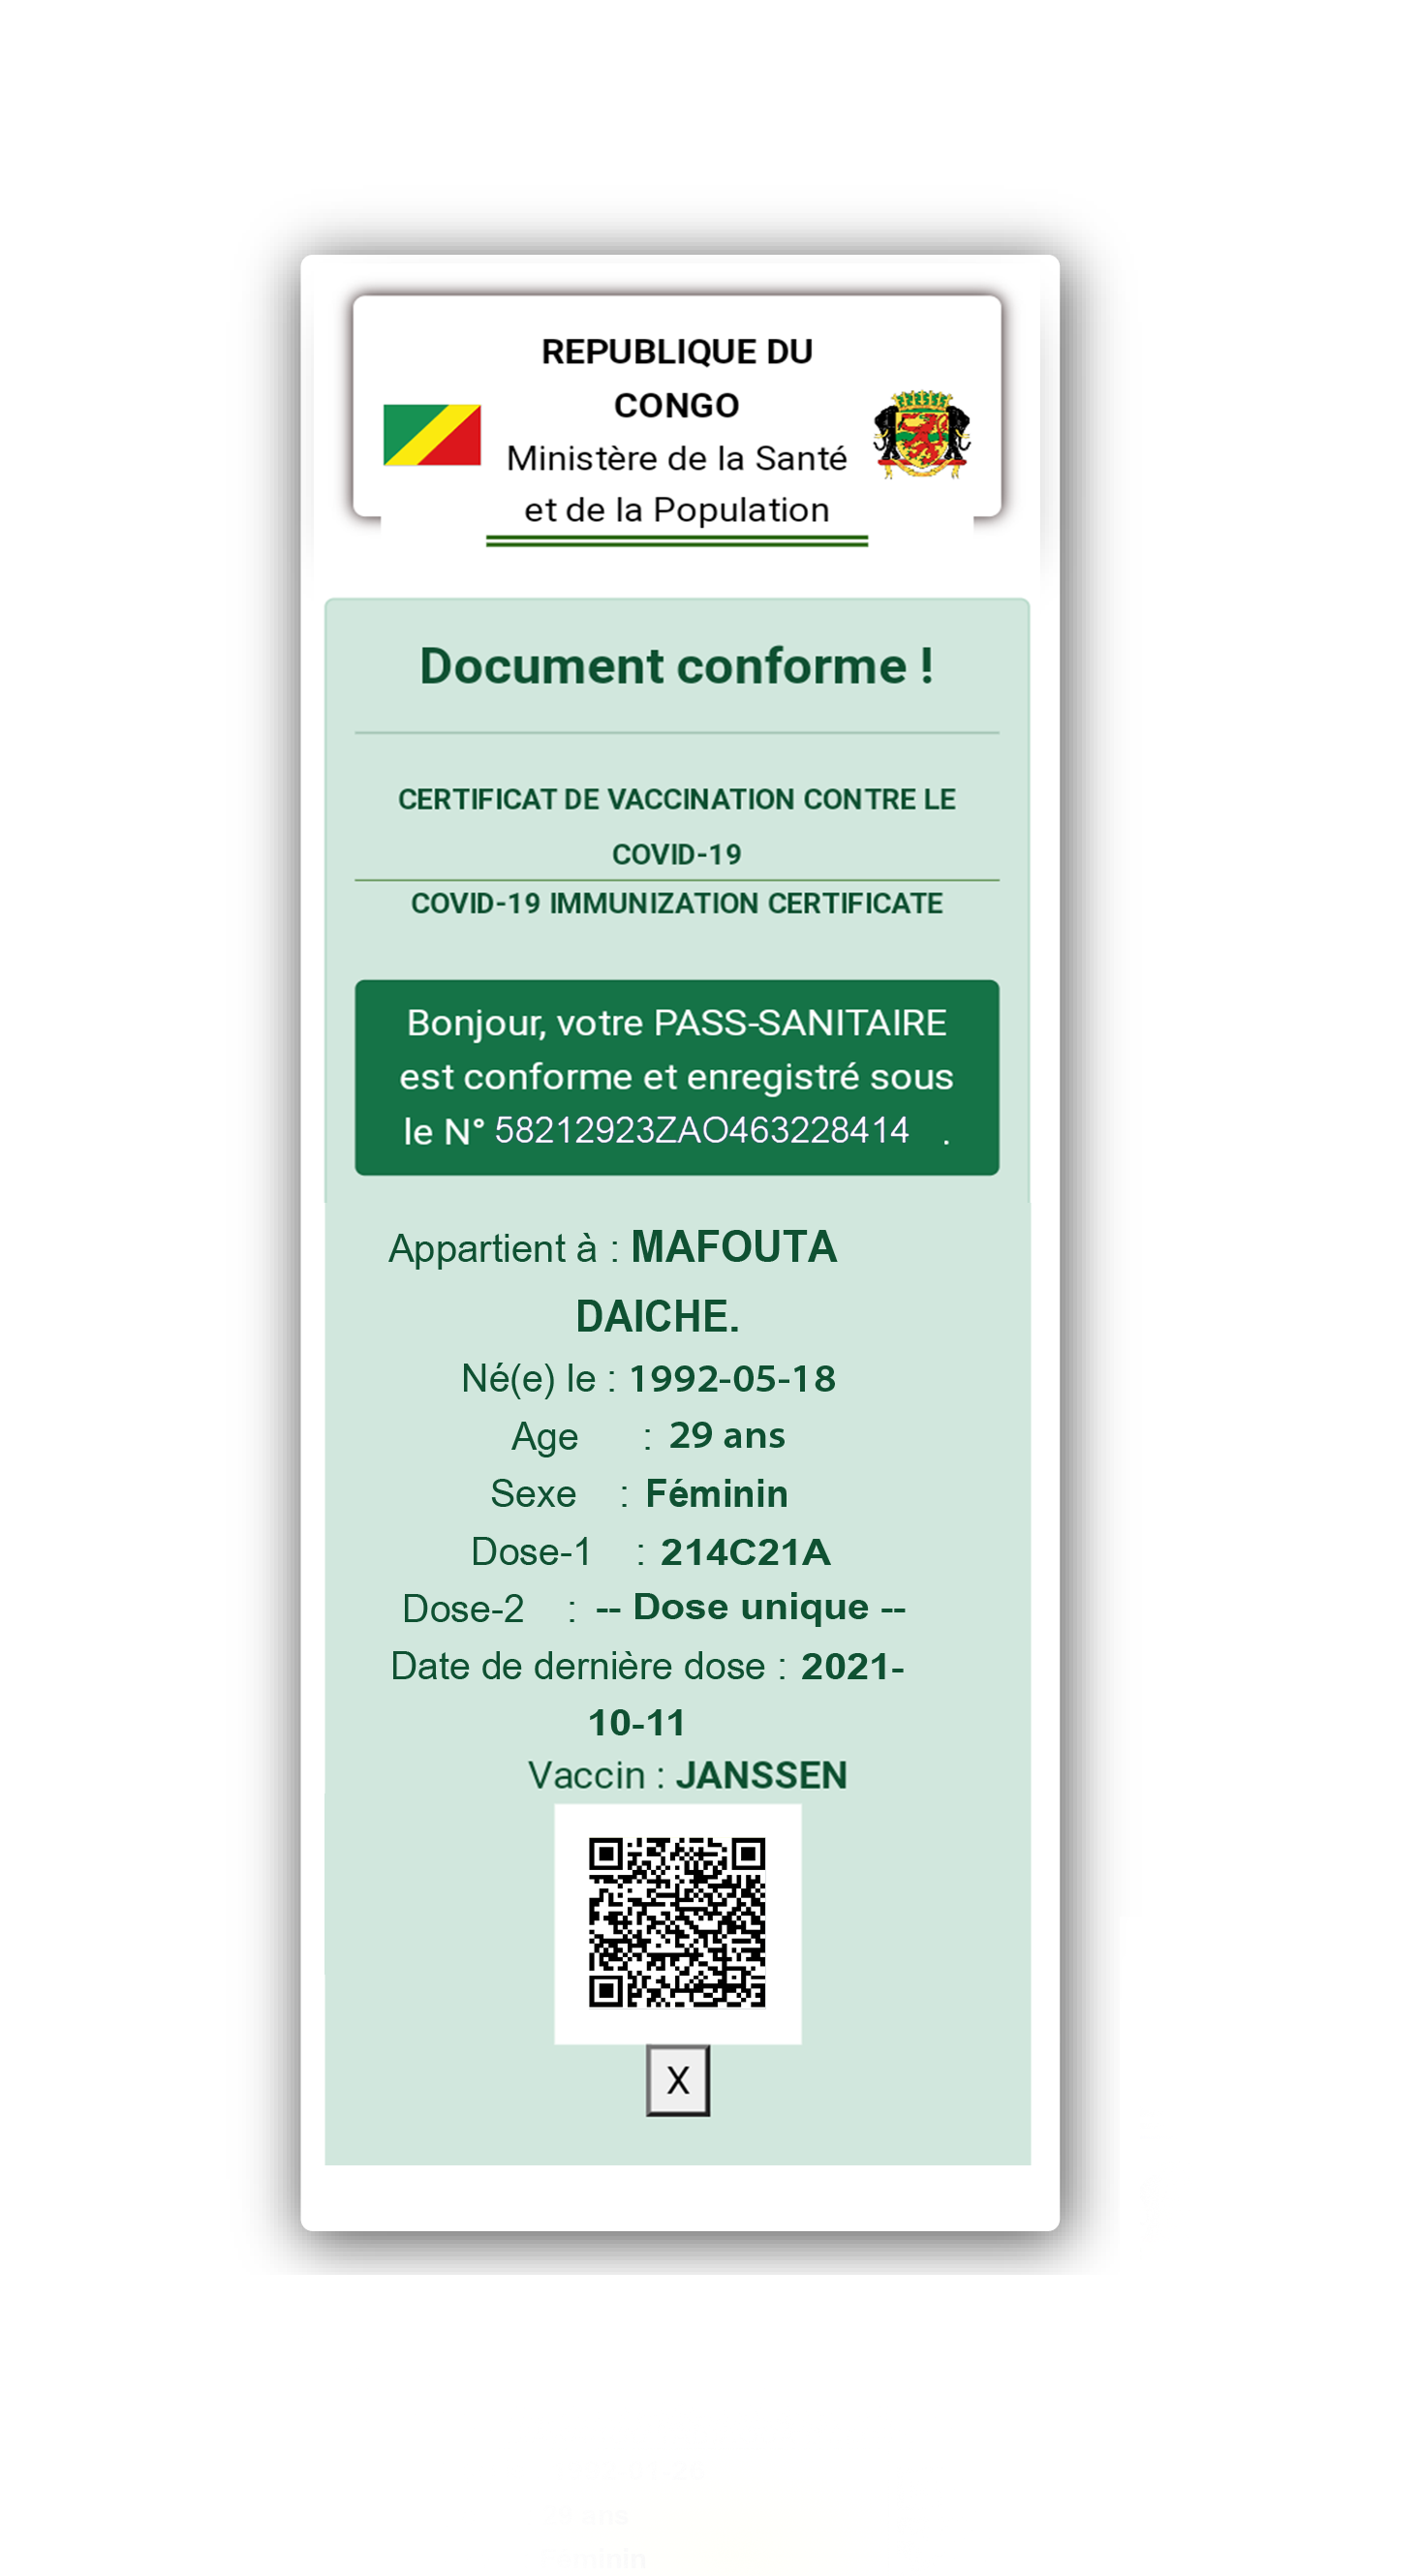 REPUBLIQUE DU
CONGO
Ministère de la Santé
et de la Population
Document conforme !
CERTIFICAT DE VACCINATION CONTRE LE
COVID-19
COVID-19 IMMUNIZATION CERTIFICATE
Bonjour, votre PASS-SANITAIRE
est conforme et enregistré sous
le N° 58212923ZAO463228414 .
Appartient à : MAFOUTA
DAICHE.
Né(e) le : 1992-05-18
Age : 29 ans
Sexe : Féminin
Dose-1 : 214C21A
Dose-2 : -- Dose unique --
Date de dernière dose : 2021-
10-11
Vaccin : JANSSEN
X